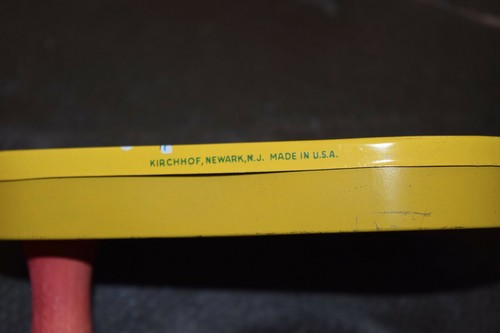 KIRCHHOF, NEWARK, N.J. MADE IN U.S.A.